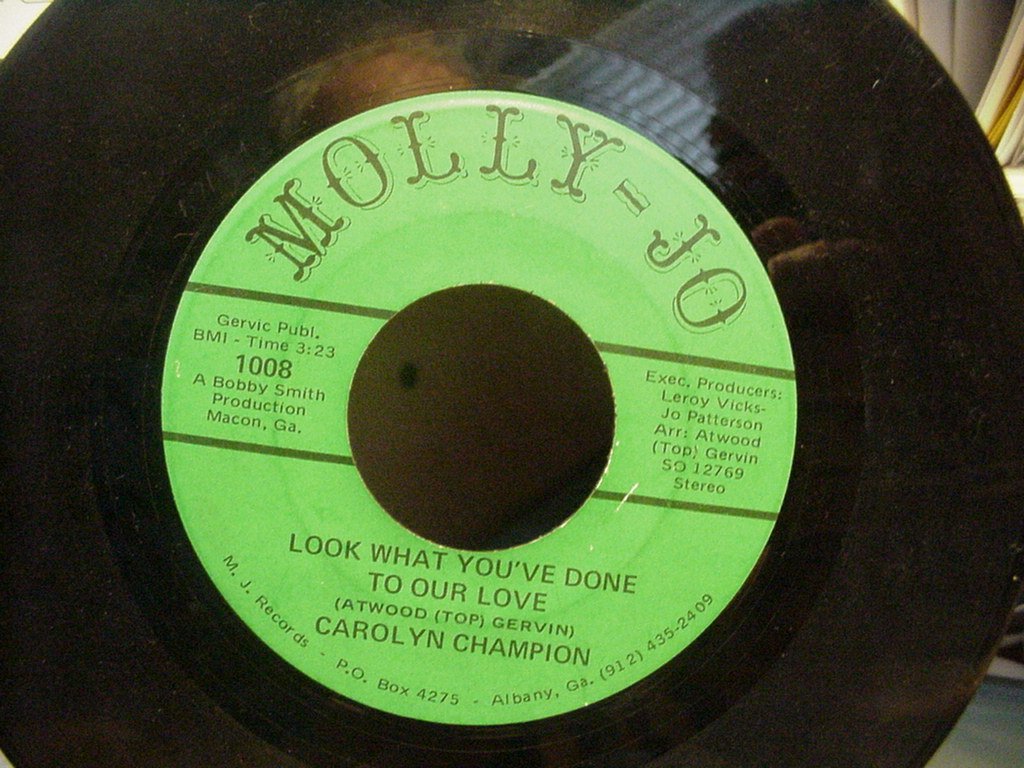 MOLLY-JO
Gervic Publ.
BMI - Time 3:23
1008
A Bobby Smith
Production
Macon, Ga.
Exec. Producers:
Leroy Vicks-
Jo Patterson
Arr: Atwood
(Top) Gervin
SO 12769
Stereo
LOOK WHAT YOU'VE DONE
TO OUR LOVE
(ATWOOD (TOP) GERVIN)
CAROLYN CHAMPION
M. J. Records - P.O. Box 4275 - Albany, Ga. (912) 435-2409